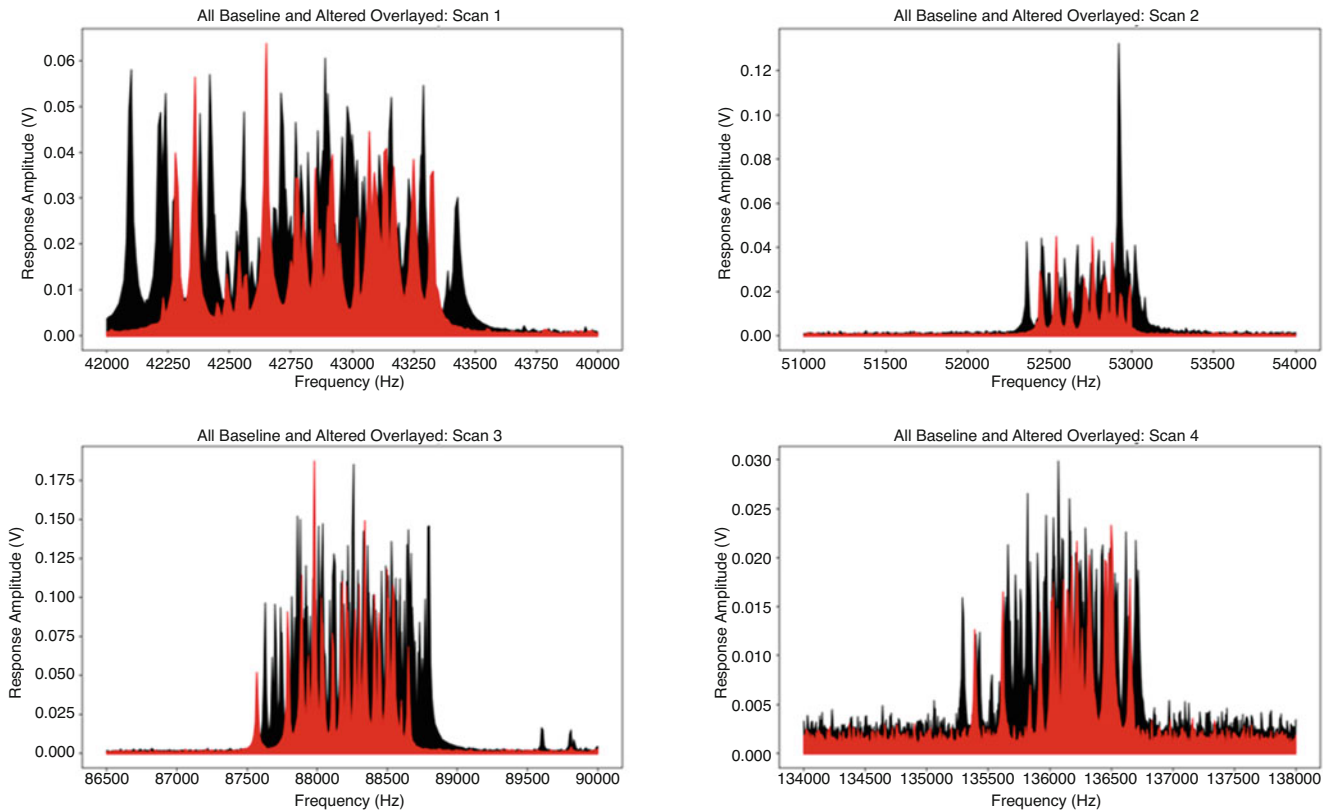 All Baseline and Altered Overlayed: Scan 1
Response Amplitude (V)
0.06
0.05
0.04
0.03
0.02
0.01
0.00
42000 42250 42500 42750 43000 43250 43500 43750 40000
Frequency (Hz)
All Baseline and Altered Overlayed: Scan 2
Response Amplitude (V)
0.12
0.10
0.08
0.06
0.04
0.02
0.00
51000 51500 52000 52500 53000 53500 54000
Frequency (Hz)
All Baseline and Altered Overlayed: Scan 3
Response Amplitude (V)
0.175
0.150
0.125
0.100
0.075
0.050
0.025
0.000
86500 87000 87500 88000 88500 89000 89500 90000
Frequency (Hz)
All Baseline and Altered Overlayed: Scan 4
Response Amplitude (V)
0.030
0.025
0.020
0.015
0.010
0.005
0.000
134000 134500 135000 135500 136000 136500 137000 137500 138000
Frequency (Hz)